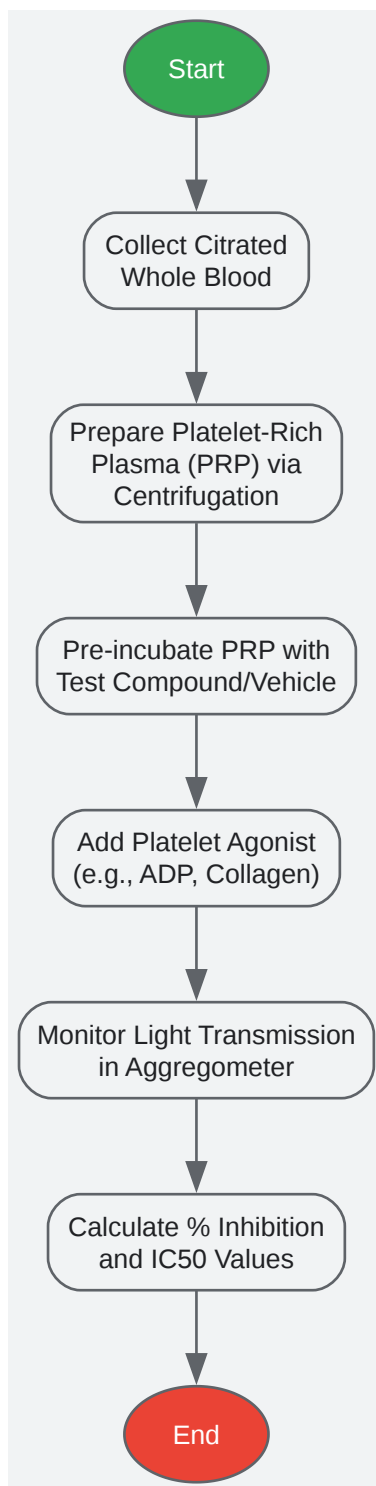 Start
Collect Citrated
Whole Blood
Prepare Platelet-Rich
Plasma (PRP) via
Centrifugation
Pre-incubate PRP with
Test Compound/Vehicle
Add Platelet Agonist
(e.g., ADP, Collagen)
Monitor Light Transmission
in Aggregometer
Calculate % Inhibition
and IC50 Values
End